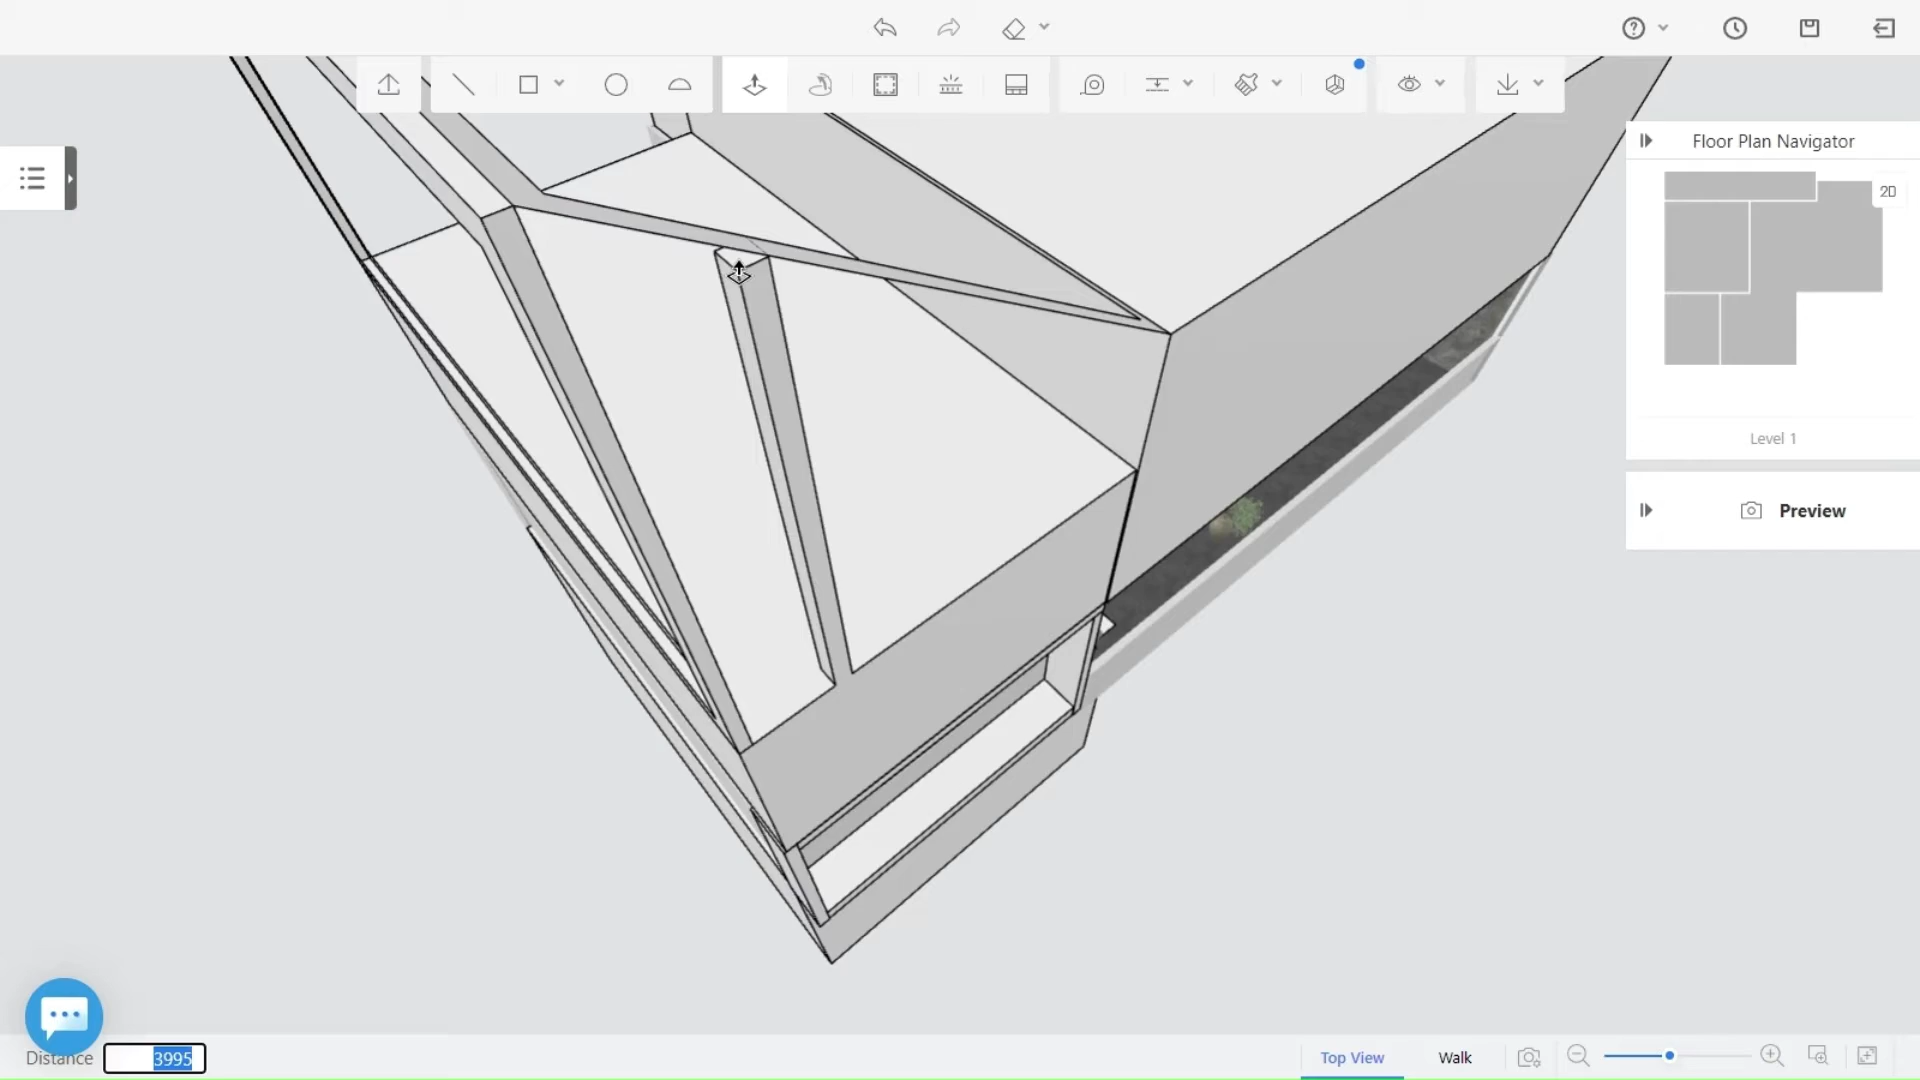 Floor Plan Navigator
2D
Level 1
Preview
Distance
3995
Top View
Walk